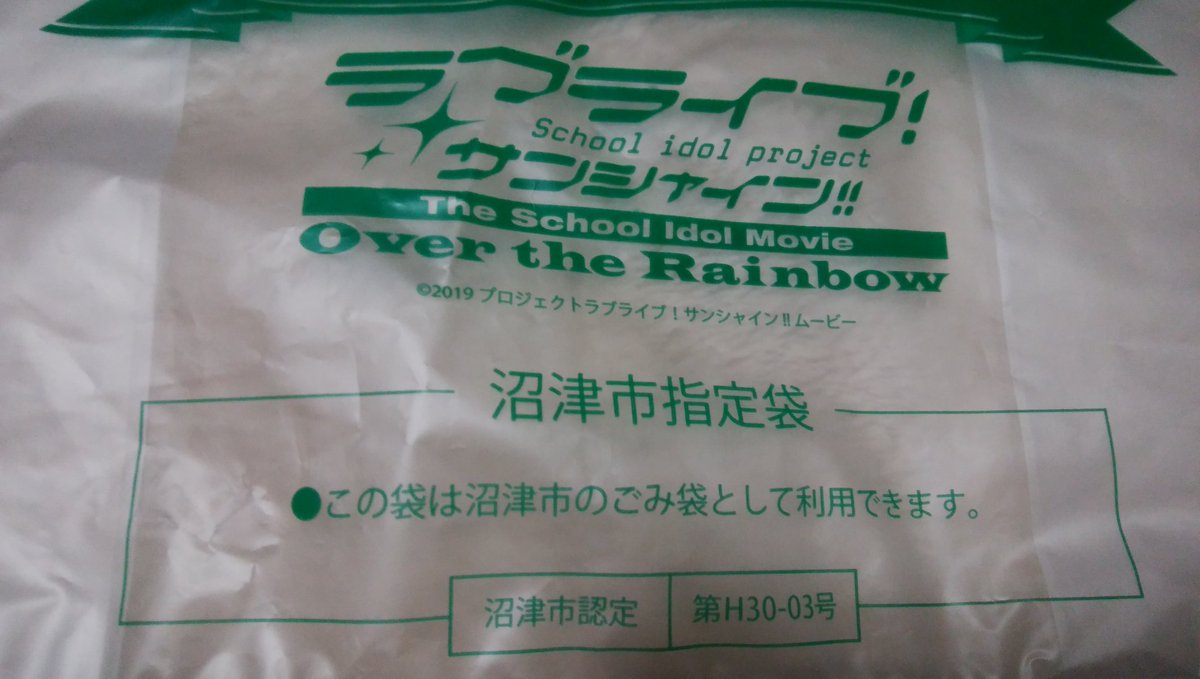 ラブライブ!
School idol project
サンシャイン!!
The School Idol Movie
Over the Rainbow
©2019 プロジェクトラブライブ!サンシャイン!!ムービー
沼津市指定袋
●この袋は沼津市のごみ袋として利用できます。
沼津市認定 第H30-03号